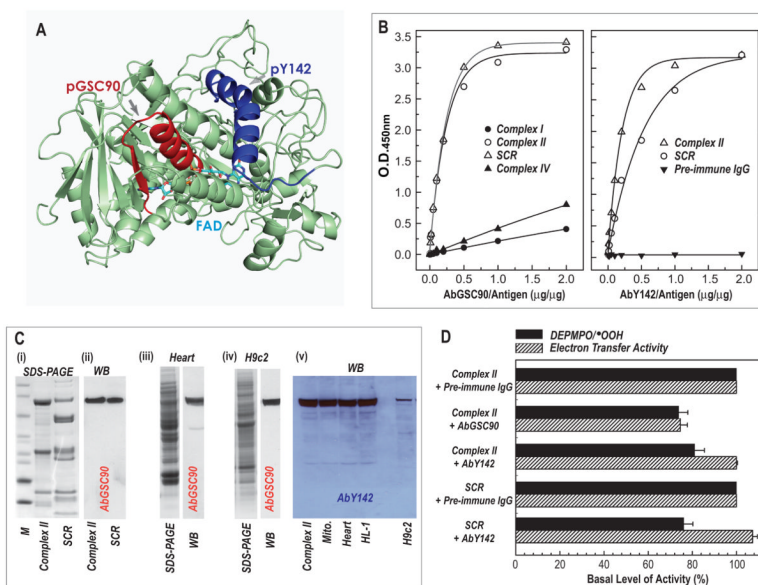 A
pY142
pGSC90
FAD
B
O.D.450nm
3.5
3.0
2.5
2.0
1.5
1.0
0.5
0.0
Complex I
Complex II
SCR
Complex IV
0.0 0.5 1.0 1.5 2.0
AbGSC90/Antigen (µg/µg)
Complex II
SCR
Pre-immune IgG
0.0 1.0 2.0
AbY142/Antigen (µg/µg)
C
(i)
SDS-PAGE
M
Complex II
SCR
(ii)
WB
AbGSC90
Complex II
SCR
(iii)
Heart
AbGSC90
SDS-PAGE
WB
(iv)
H9c2
AbGSC90
SDS-PAGE
WB
(v)
WB
AbY142
Complex II
Mito.
Heart
HL-1
H9c2
D
DEPMPO/•OOH
Electron Transfer Activity
Complex II
+ Pre-immune IgG
Complex II
+ AbGSC90
Complex II
+ AbY142
SCR
+ Pre-immune IgG
SCR
+ AbY142
0 20 40 60 80 100
Basal Level of Activity (%)